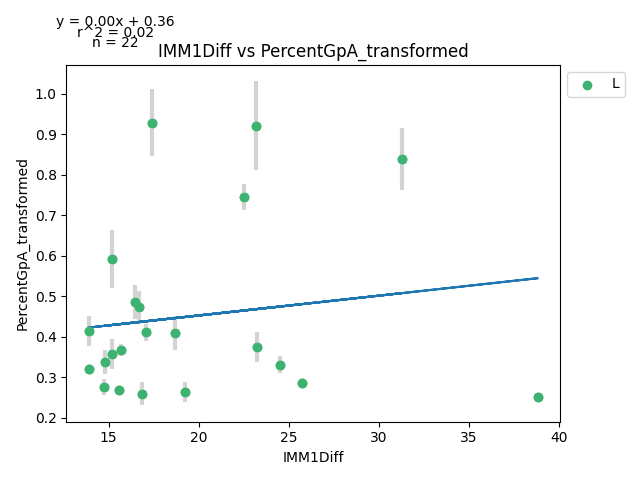 y = 0.00x + 0.36
r^2 = 0.02
n = 22
IMM1Diff vs PercentGpA_transformed
L
PercentGpA_transformed
1.0
0.9
0.8
0.7
0.6
0.5
0.4
0.3
0.2
15
20
25
30
35
40
IMM1Diff